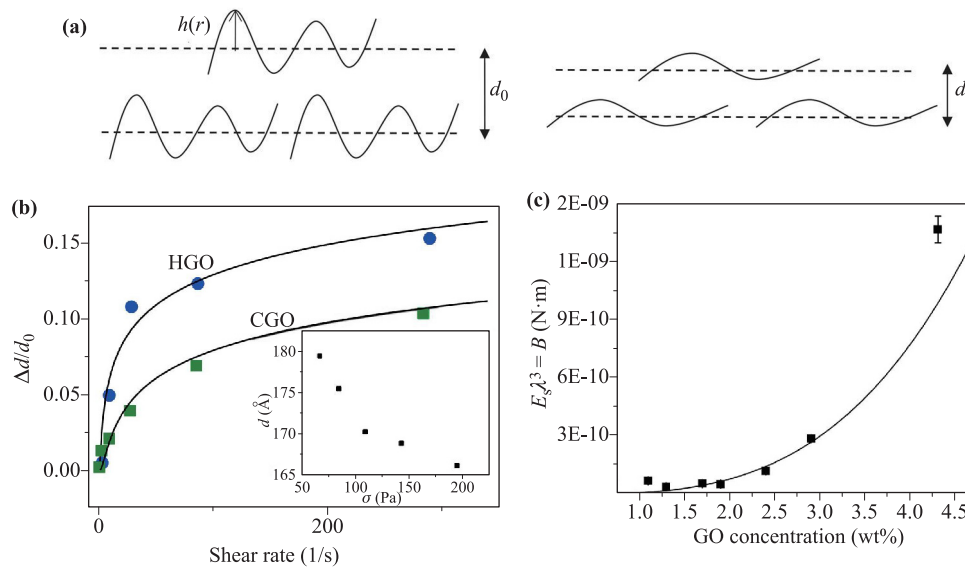 (a)
h(r)
d₀
d
(b)
Δd/d₀
0.15
0.10
0.05
0.00
HGO
CGO
d (Å)
180
175
170
165
100
150
200
σ (Pa)
0
200
Shear rate (1/s)
(c)
Eₛλ³ = B (N·m)
2E-09
1E-09
9E-10
6E-10
3E-10
1.0
1.5
2.0
2.5
3.0
3.5
4.0
4.5
GO concentration (wt%)